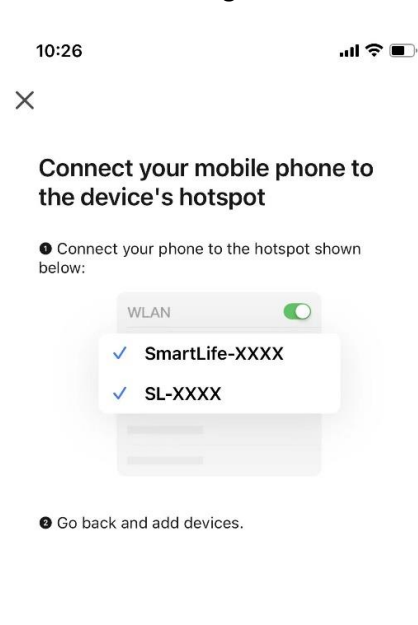 10:26
Connect your mobile phone to
the device's hotspot
❶ Connect your phone to the hotspot shown
below:
WLAN
SmartLife-XXXX
SL-XXXX
❷ Go back and add devices.